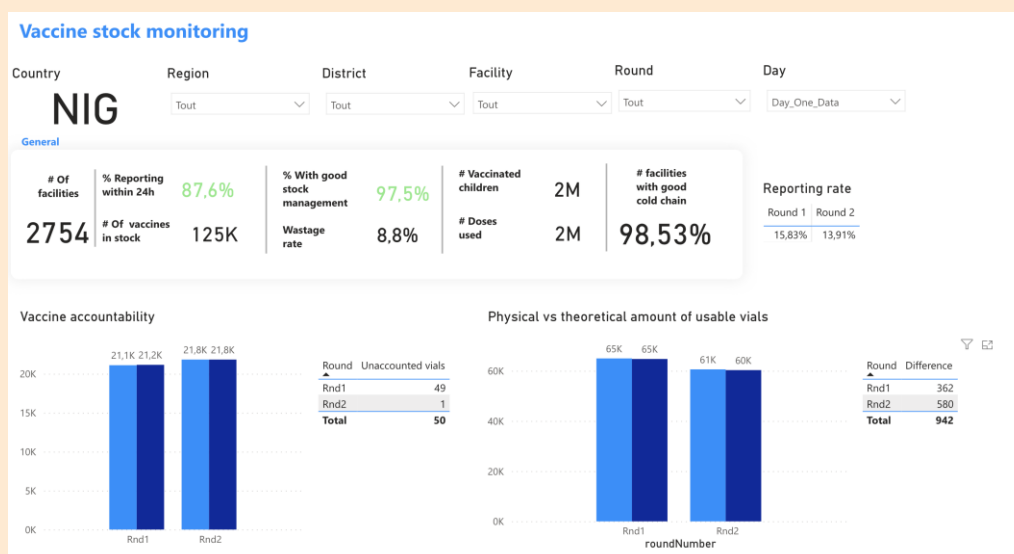 Vaccine stock monitoring
Country
Region
District
Facility
Round
Day
NIG
Tout
Tout
Tout
Tout
Day_One_Data
General
# Of
facilities
2754
% Reporting
within 24h
87,6%
# Of vaccines
in stock
125K
% With good
stock
management
97,5%
Wastage
rate
8,8%
# Vaccinated
children
2M
# Doses
used
2M
# facilities
with good
cold chain
98,53%
Reporting rate
Round 1 Round 2
15,83% 13,91%
Vaccine accountability
21,1K 21,2K 21,8K 21,8K
20K
15K
10K
5K
0K
Rnd1 Rnd2
Round Unaccounted vials
Rnd1 49
Rnd2 1
Total 50
Physical vs theoretical amount of usable vials
65K 65K 61K 60K
60K
40K
20K
0K
Rnd1 Rnd2
roundNumber
Round Difference
Rnd1 362
Rnd2 580
Total 942